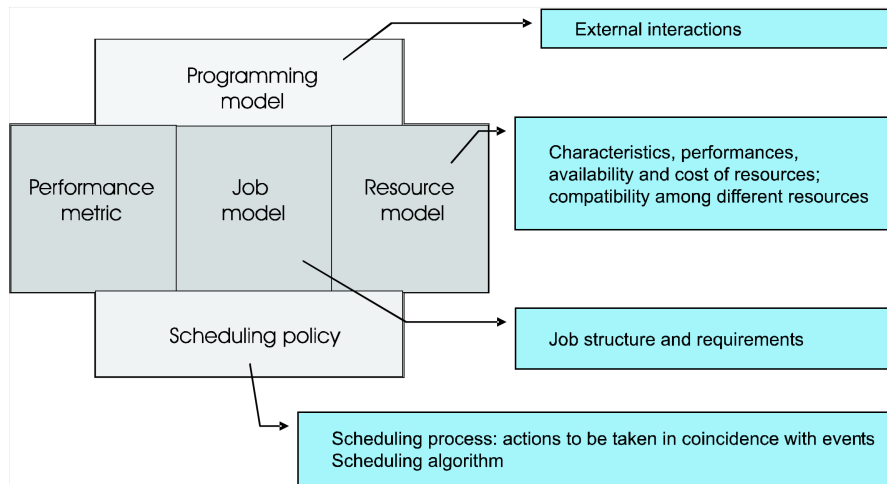 External interactions
Programming
model
Characteristics, performances,
availability and cost of resources;
compatibility among different resources
Performance
metric
Job
model
Resource
model
Scheduling policy
Job structure and requirements
Scheduling process: actions to be taken in coincidence with events
Scheduling algorithm